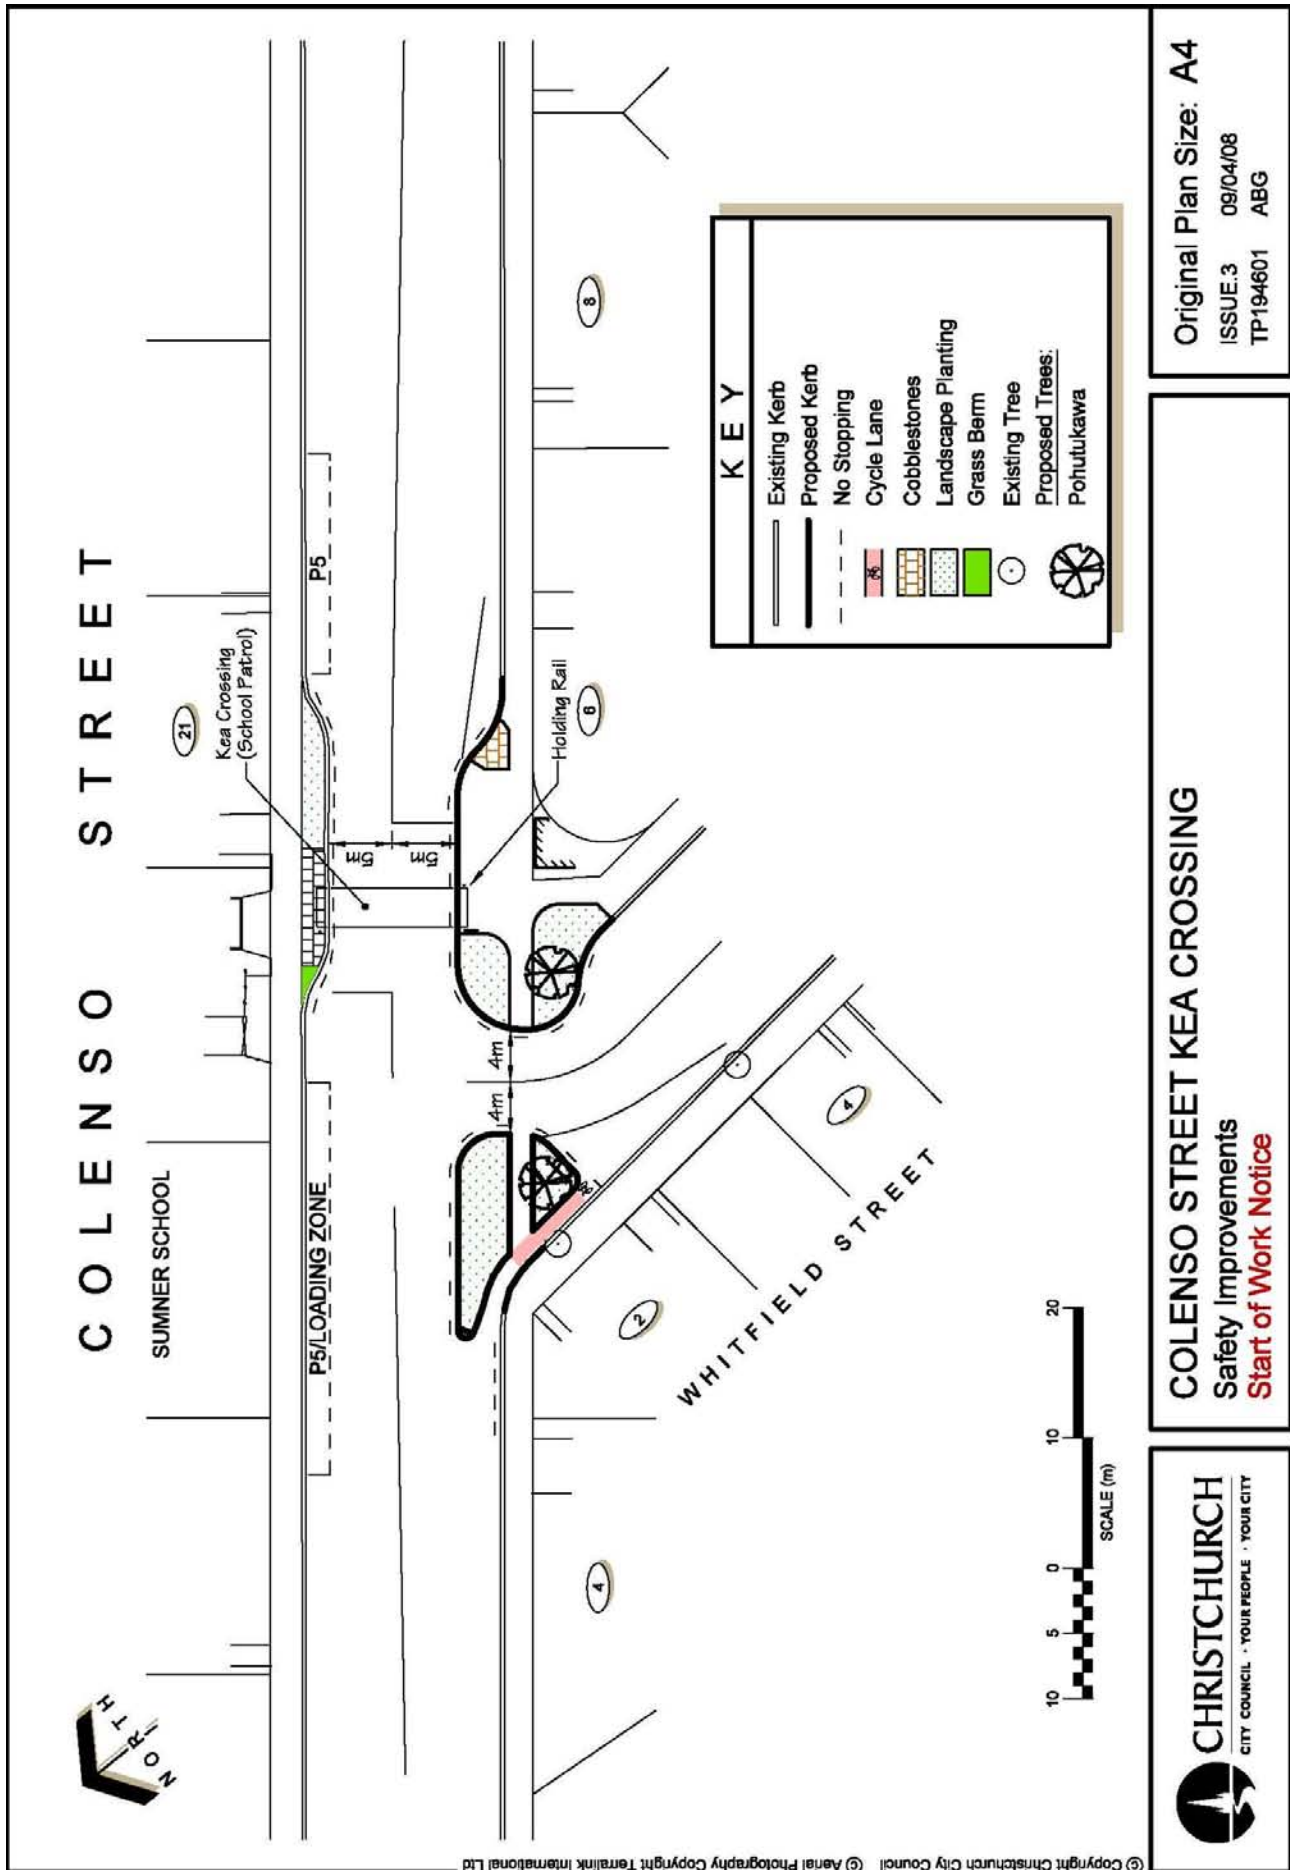 COLENSO STREET
SUMNER SCHOOL
21
Kea Crossing
(School Patrol)
P5/LOADING ZONE
P5
5m
5m
4m
4m
Holding Rail
4
2
4
6
8
WHITFIELD STREET
NORTH
KEY
Existing Kerb
Proposed Kerb
No Stopping
Cycle Lane
Cobblestones
Landscape Planting
Grass Berm
Existing Tree
Proposed Trees:
Pohutukawa
10 5 0 10 20
SCALE (m)
© Copyright Christchurch City Council © Aerial Photography Copyright Terralink International Ltd
CHRISTCHURCH
CITY COUNCIL · YOUR PEOPLE · YOUR CITY
COLENSO STREET KEA CROSSING
Safety Improvements
Start of Work Notice
Original Plan Size: A4
ISSUE.3 09/04/08
TP194601 ABG